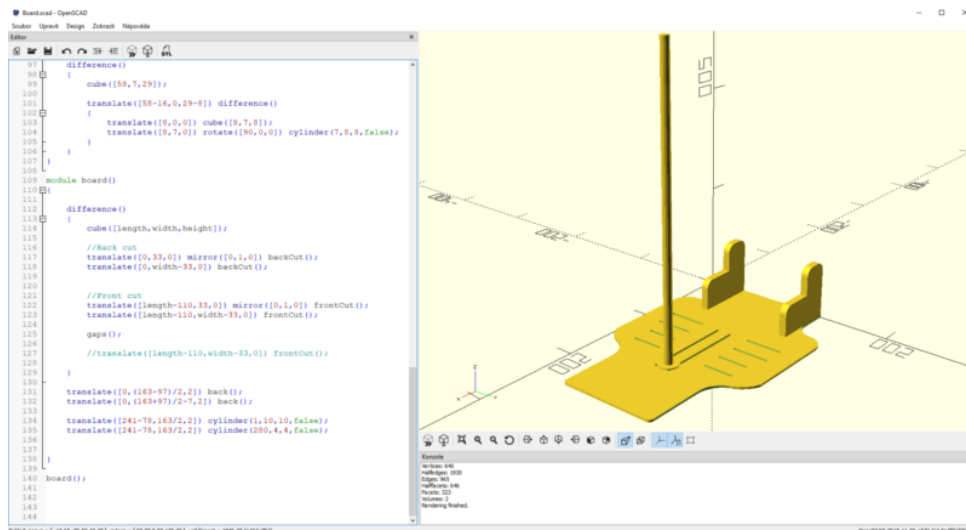 Board.scad - OpenSCAD
Soubor Upravit Design Zobrazit Nápověda
Editor
97 difference()
98 {
99 cube([58,7,29]);
100
101 translate([58-16,0,29-8]) difference()
102 {
103 translate([8,0,0]) cube([8,7,8]);
104 translate([8,7,0]) rotate([90,0,0]) cylinder(7,8,8,false);
105 }
106 }
107 }
108
109 module board()
110 {
111
112 difference()
113 {
114 cube([length,width,height]);
115
116 //Back cut
117 translate([0,33,0]) mirror([0,1,0]) backCut();
118 translate([0,width-33,0]) backCut();
119
120
121 //Front cut
122 translate([length-110,33,0]) mirror([0,1,0]) frontCut();
123 translate([length-110,width-33,0]) frontCut();
124
125 gaps();
126
127 //translate([length-110,width-33,0]) frontCut();
128
129 }
130
131 translate([0,(163-97)/2,2]) back();
132 translate([0,(163+97)/2-7,2]) back();
133
134 translate([241-78,163/2,2]) cylinder(1,10,10,false);
135 translate([241-78,163/2,2]) cylinder(280,4,4,false);
136
137
138 }
139
140 board();
141
142
143
144
200
200
Konzole
Vertices: 640
Halfedges: 1930
Edges: 965
Halffacets: 646
Facets: 323
Volumes: 2
Rendering finished.